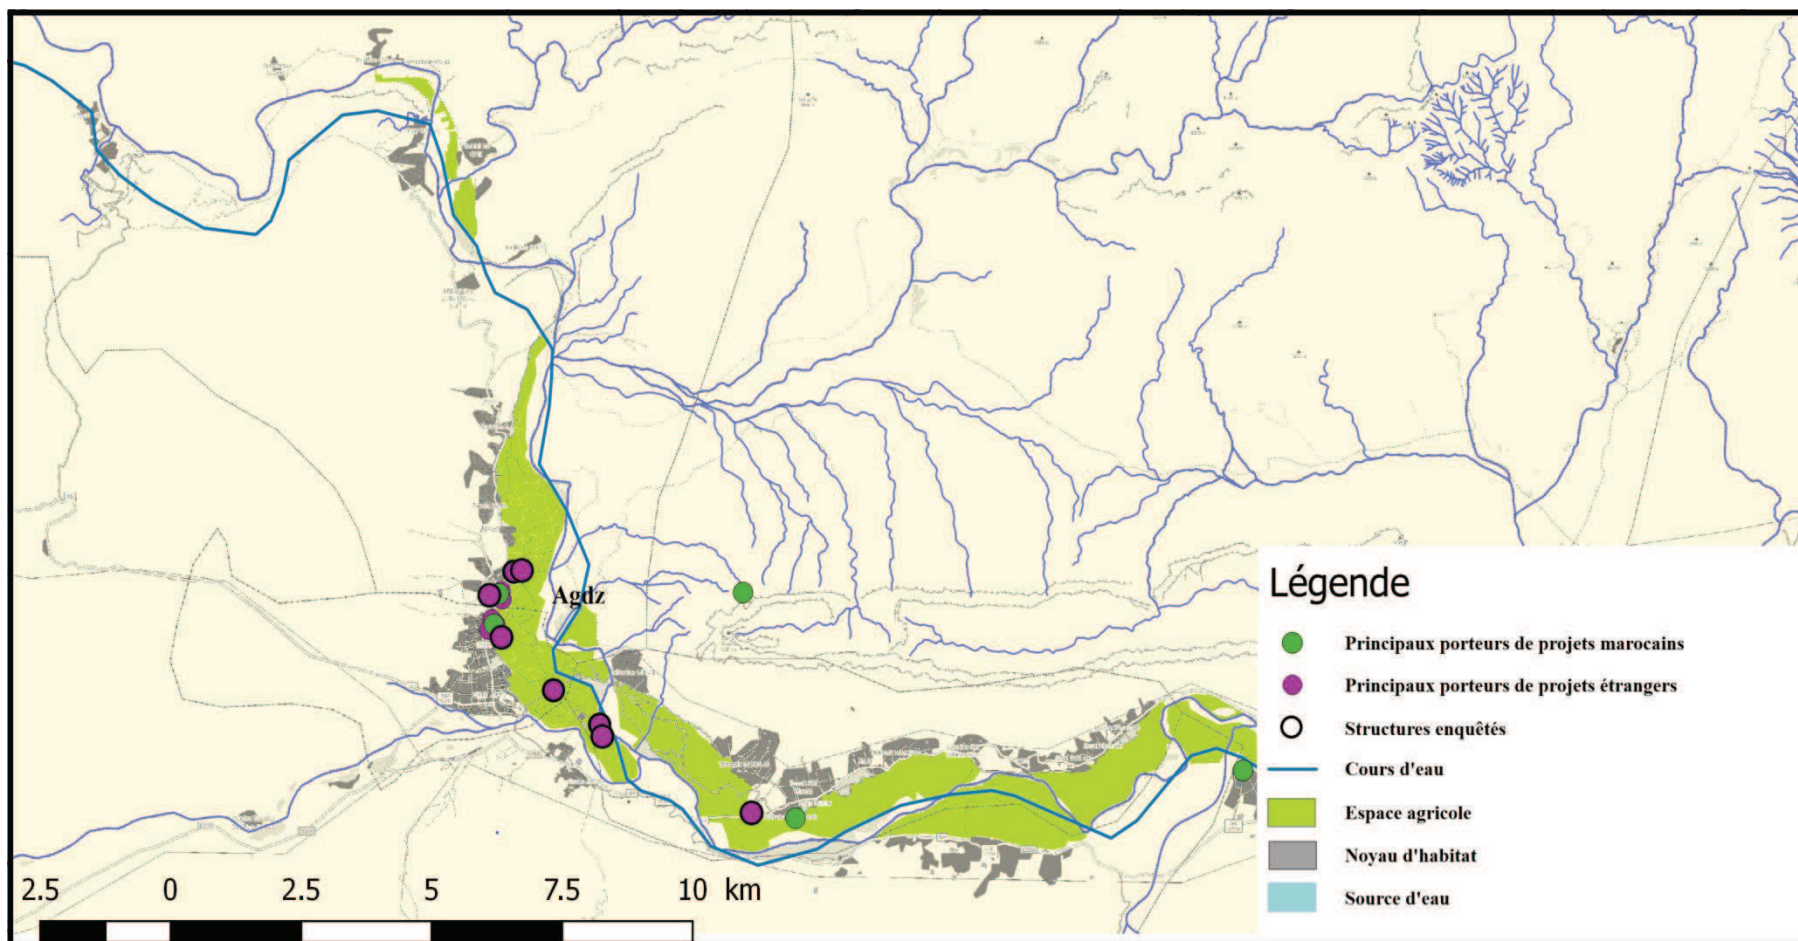 Agdz
Légende
Principaux porteurs de projets marocains
Principaux porteurs de projets étrangers
Structures enquêtés
Cours d'eau
Espace agricole
Noyau d'habitat
Source d'eau
2.5 0 2.5 5 7.5 10 km